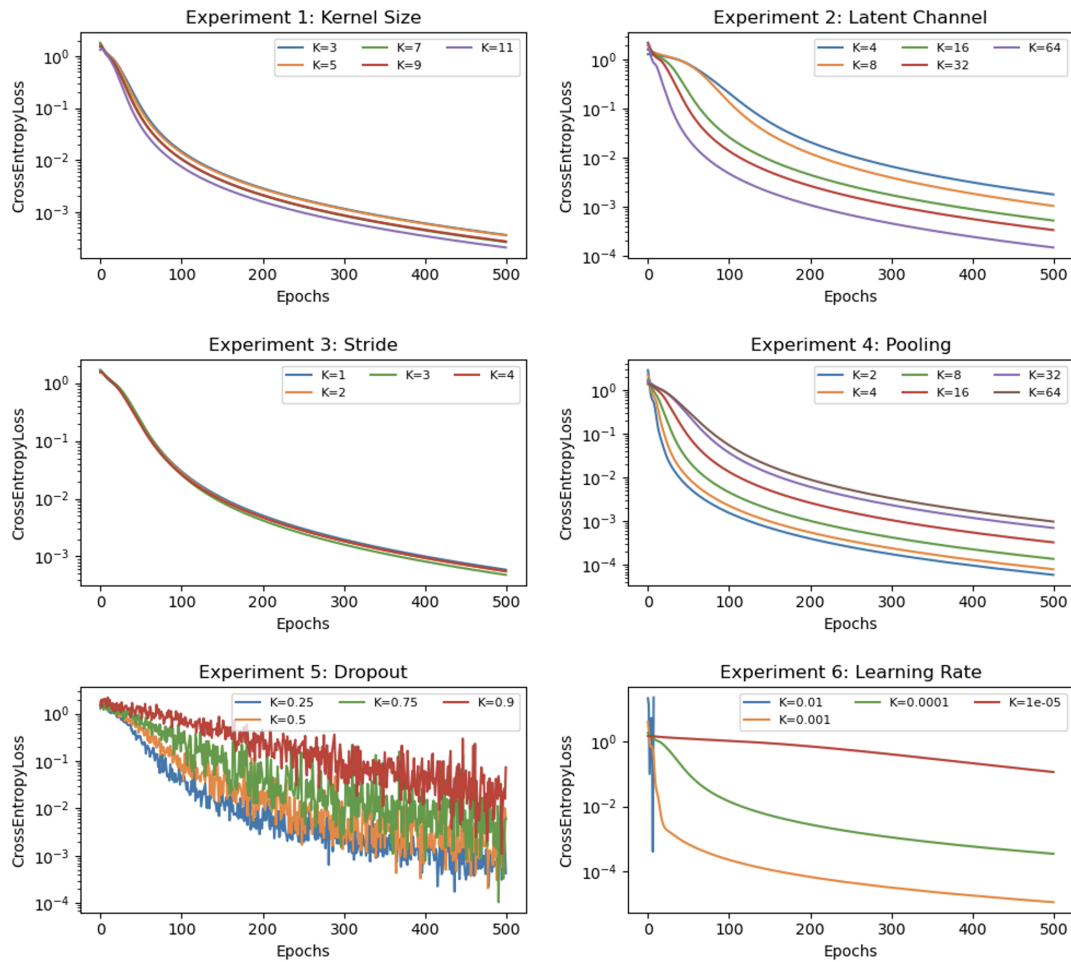 Experiment 1: Kernel Size
K=3 K=7 K=11
K=5 K=9
10^0
10^-1
10^-2
10^-3
CrossEntropyLoss
0 100 200 300 400 500
Epochs
Experiment 2: Latent Channel
K=4 K=16 K=64
K=8 K=32
10^0
10^-1
10^-2
10^-3
10^-4
CrossEntropyLoss
0 100 200 300 400 500
Epochs
Experiment 3: Stride
K=1 K=3 K=4
K=2
10^0
10^-1
10^-2
10^-3
CrossEntropyLoss
0 100 200 300 400 500
Epochs
Experiment 4: Pooling
K=2 K=8 K=32
K=4 K=16 K=64
10^0
10^-1
10^-2
10^-3
10^-4
CrossEntropyLoss
0 100 200 300 400 500
Epochs
Experiment 5: Dropout
K=0.25 K=0.75 K=0.9
K=0.5
10^0
10^-1
10^-2
10^-3
10^-4
CrossEntropyLoss
0 100 200 300 400 500
Epochs
Experiment 6: Learning Rate
K=0.01 K=0.0001 K=1e-05
K=0.001
10^0
10^-2
10^-4
CrossEntropyLoss
0 100 200 300 400 500
Epochs